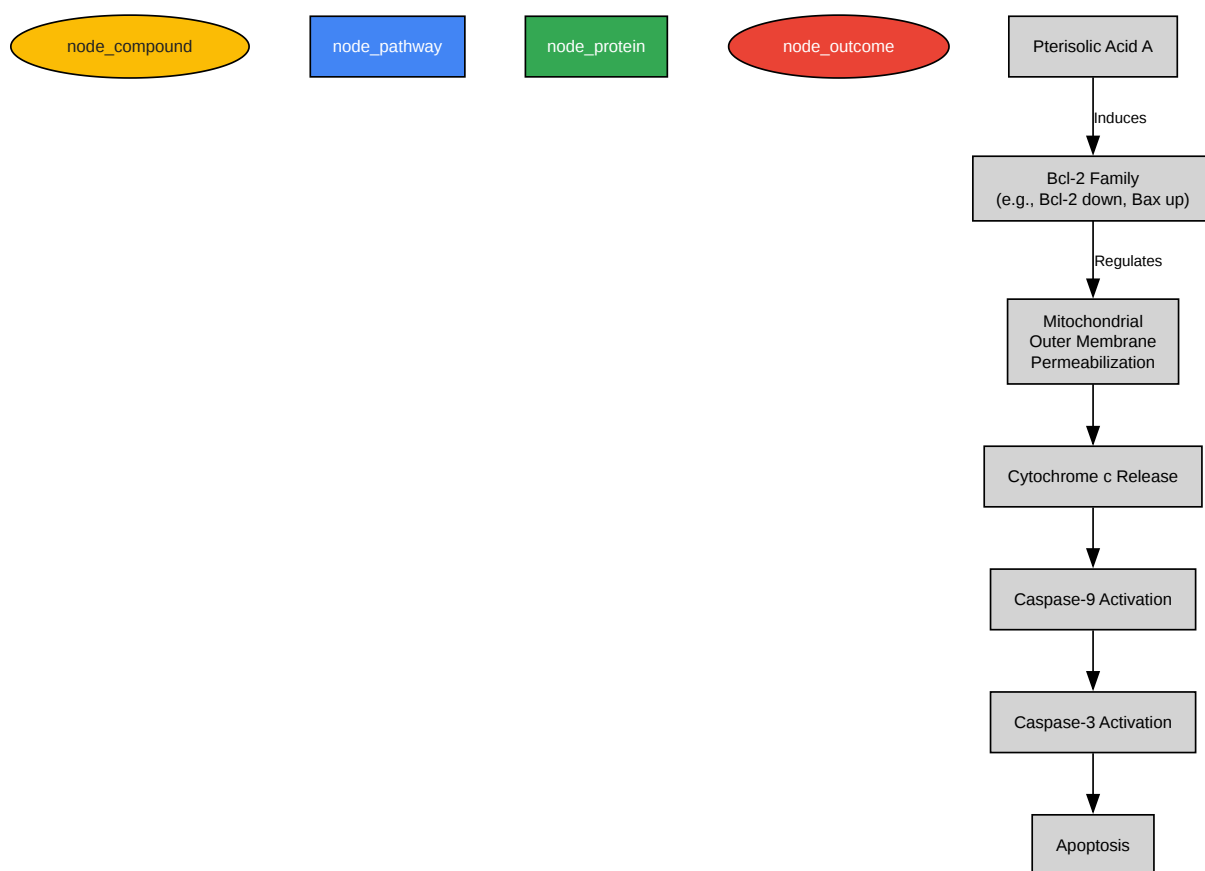 node_compound
node_pathway
node_protein
node_outcome
Pterisolic Acid A
Induces
Bcl-2 Family
(e.g., Bcl-2 down, Bax up)
Regulates
Mitochondrial
Outer Membrane
Permeabilization
Cytochrome c Release
Caspase-9 Activation
Caspase-3 Activation
Apoptosis